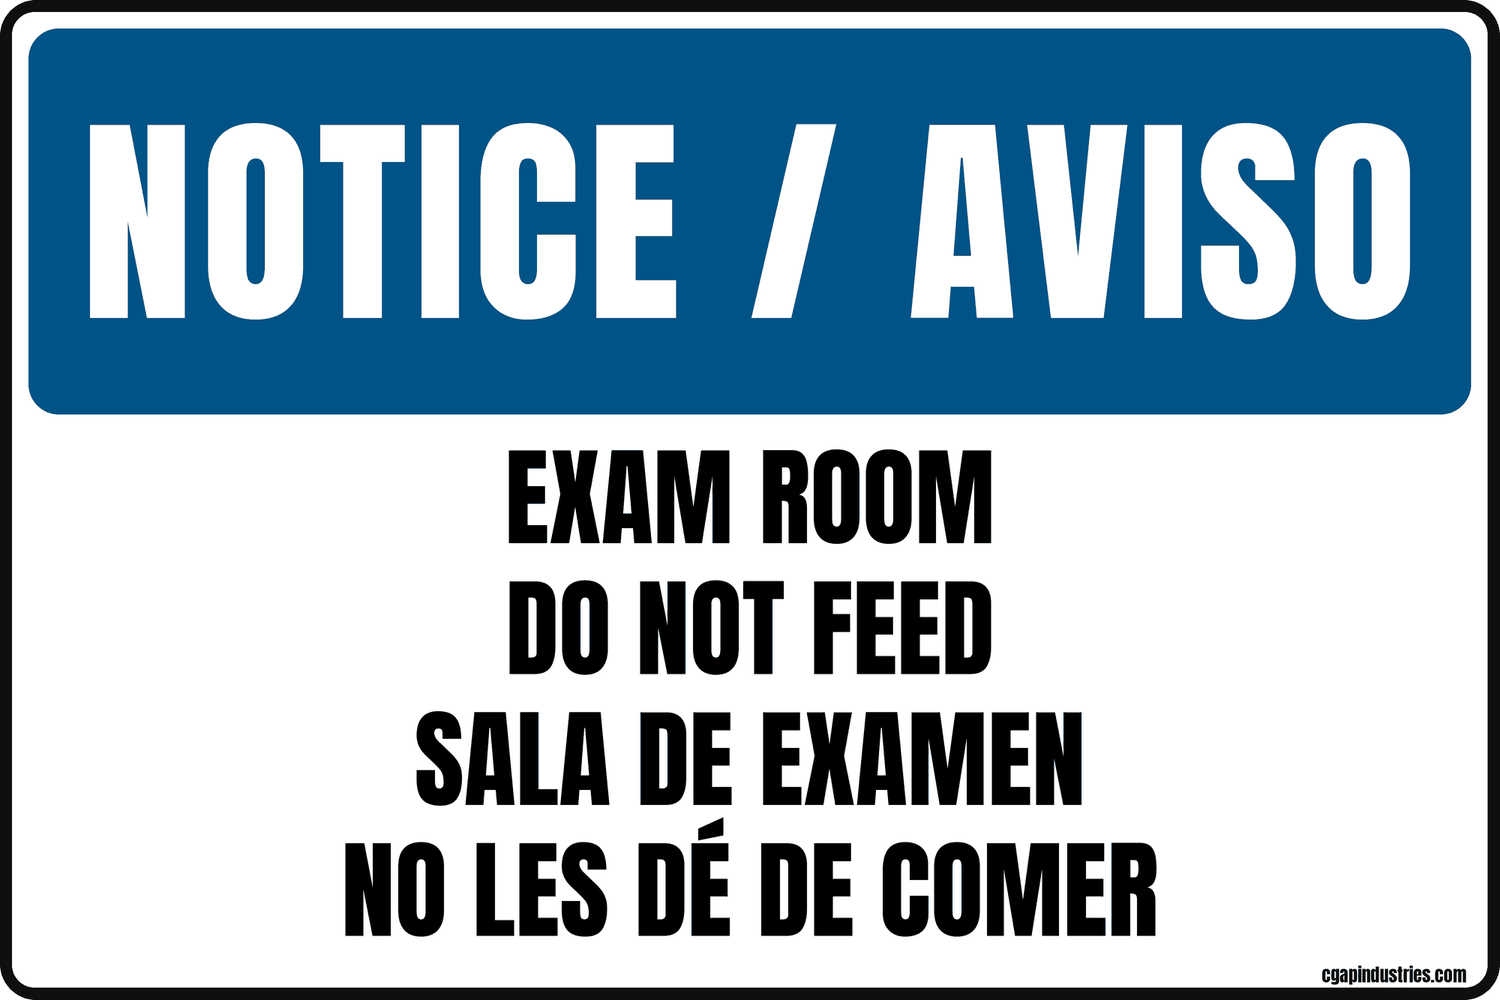 NOTICE / AVISO
EXAM ROOM
DO NOT FEED
SALA DE EXAMEN
NO LES DÉ DE COMER
cgapindustries.com